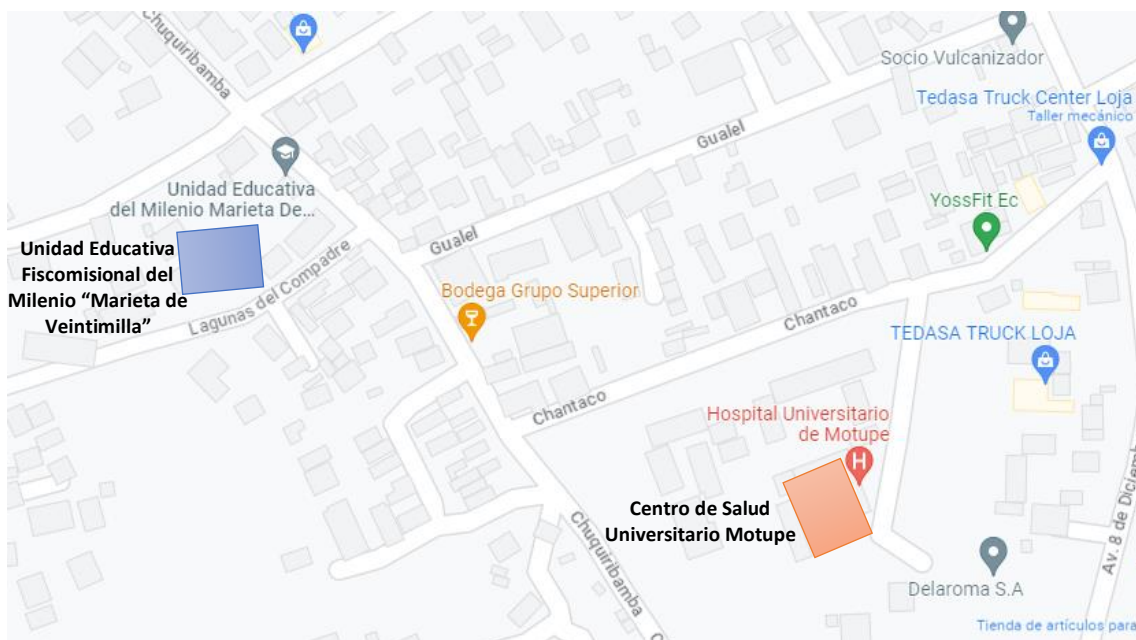 Chuquiribamba
Socio Vulcanizador
Tedasa Truck Center Loja
Taller mecánico
Gualel
Unidad Educativa
del Milenio Marieta De...
YossFit Ec
Unidad Educativa
Fiscomisional del
Milenio “Marieta de
Veintimilla”
Gualel
Lagunas del Compadre
Bodega Grupo Superior
Chantaco
TEDASA TRUCK LOJA
Chantaco
Hospital Universitario
de Motupe
H
Centro de Salud
Universitario Motupe
Chuquiribamba
Av. 8 de Diciemb
Delaroma S.A
Tienda de artículos para